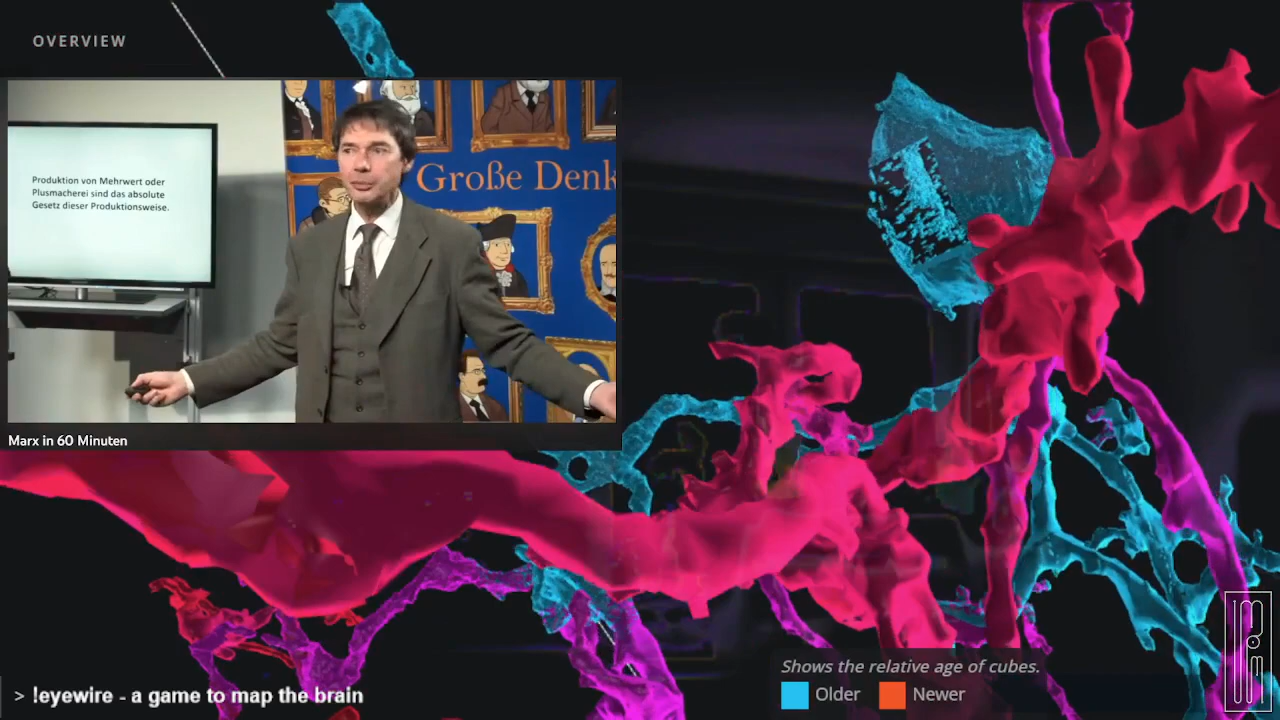 OVERVIEW
Produktion von Mehrwert oder
Plusmacherei sind das absolute
Gesetz dieser Produktionsweise.
Große Denk
Marx in 60 Minuten
Shows the relative age of cubes.
Older Newer
> !eyewire - a game to map the brain